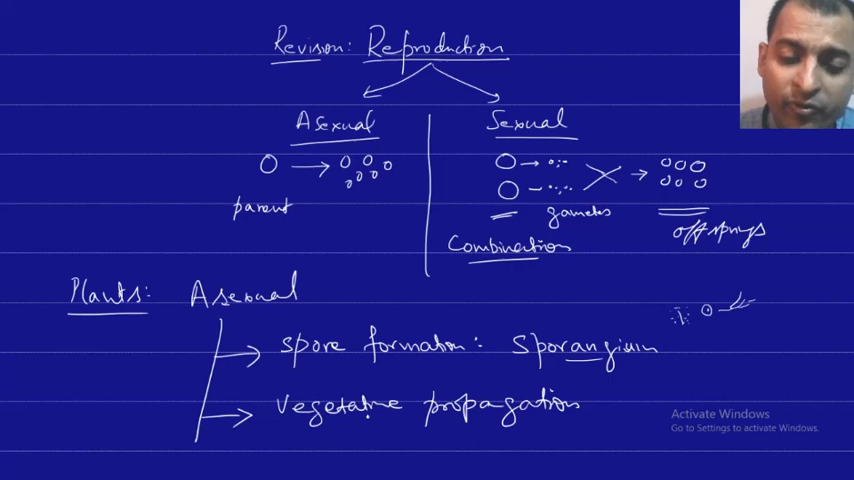 Revision: Reproduction
Asexual
Sexual
parent
gametes
offsprings
Combination
Plants: Asexual
spore formation: sporangium
vegetative propagation
Activate Windows
Go to Settings to activate Windows.